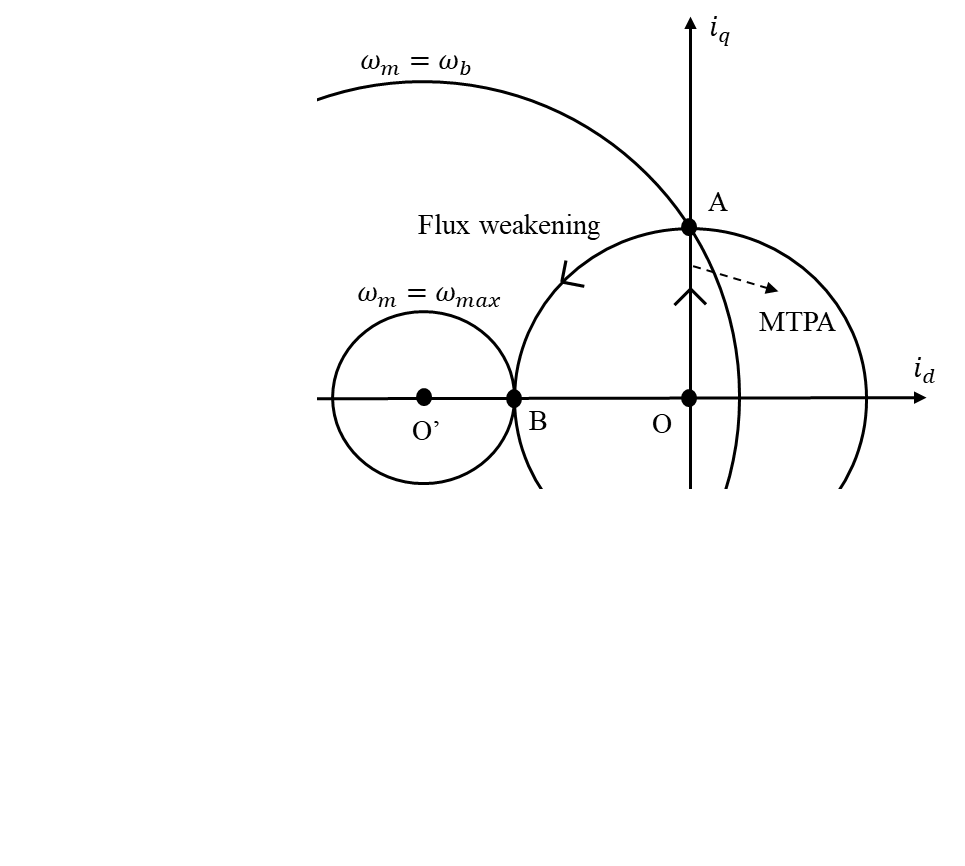 i_q
ω_m = ω_b
A
Flux weakening
ω_m = ω_max
MTPA
i_d
O’
B
O